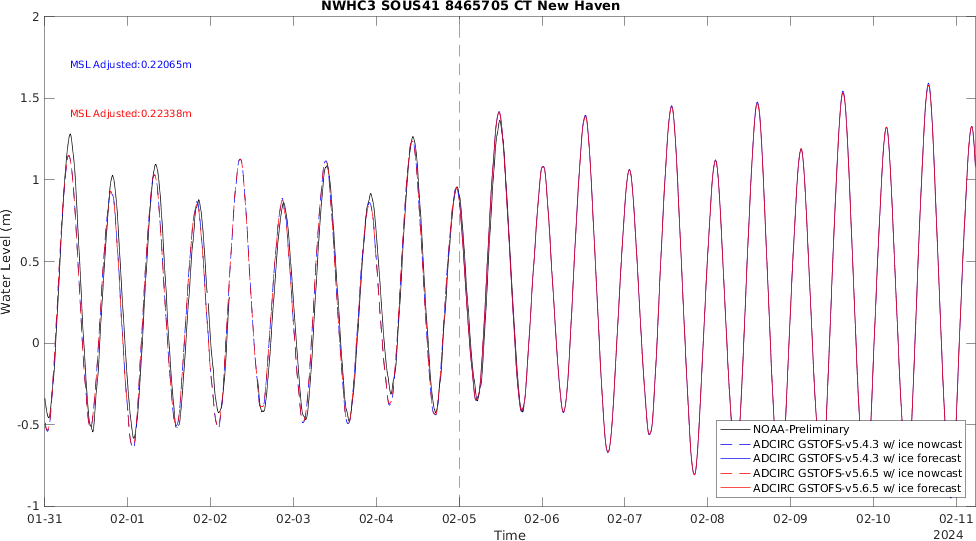 NWHC3 SOUS41 8465705 CT New Haven
2
1.5
1
0.5
0
-0.5
-1
Water Level (m)
MSL Adjusted:0.22065m
MSL Adjusted:0.22338m
NOAA-Preliminary
ADCIRC GSTOFS-v5.4.3 w/ ice nowcast
ADCIRC GSTOFS-v5.4.3 w/ ice forecast
ADCIRC GSTOFS-v5.6.5 w/ ice nowcast
ADCIRC GSTOFS-v5.6.5 w/ ice forecast
01-31 02-01 02-02 02-03 02-04 02-05 02-06 02-07 02-08 02-09 02-10 02-11
Time
2024